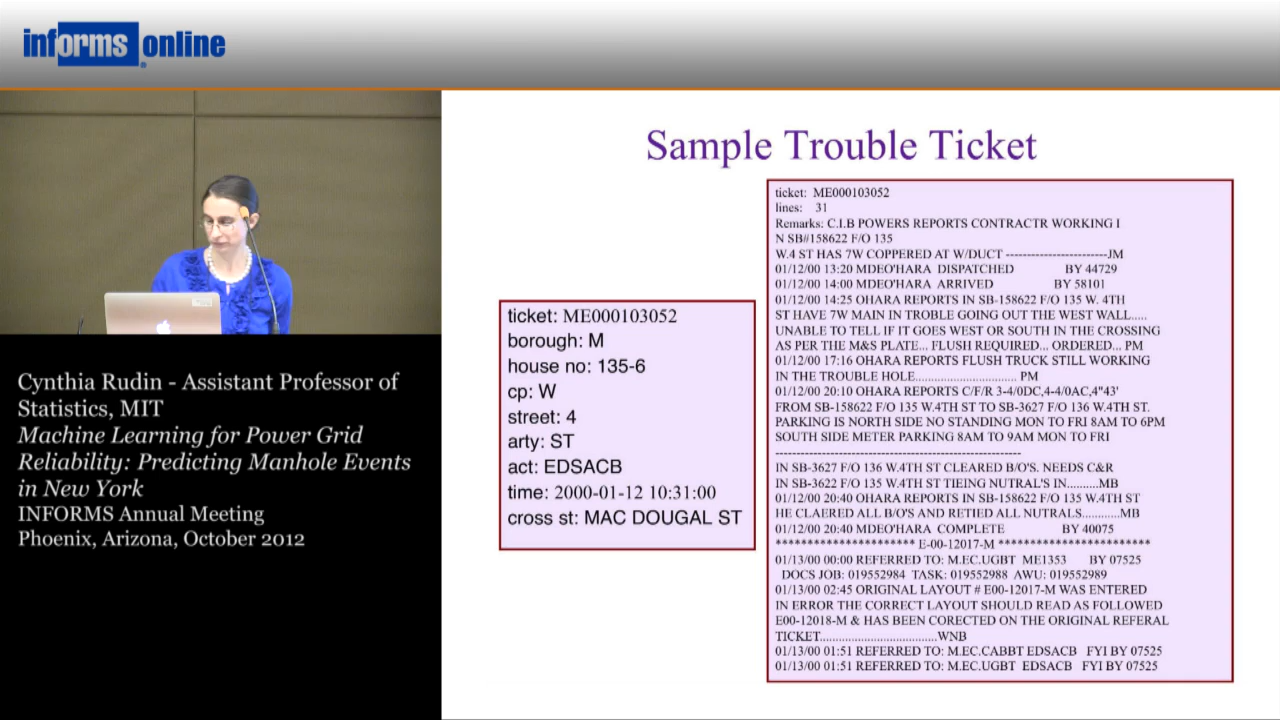 informs online
Sample Trouble Ticket
ticket: ME000103052
borough: M
house no: 135-6
cp: W
street: 4
arty: ST
act: EDSACB
time: 2000-01-12 10:31:00
cross st: MAC DOUGAL ST
ticket: ME000103052
lines: 31
Remarks: C.I.B POWERS REPORTS CONTRACTR WORKING I
N SB#158622 F/O 135
W.4 ST HAS 7W COPPERED AT W/DUCT ------------------------JM
01/12/00 13:20 MDEO'HARA DISPATCHED BY 44729
01/12/00 14:00 MDEO'HARA ARRIVED BY 58101
01/12/00 14:25 OHARA REPORTS IN SB-158622 F/O 135 W. 4TH
ST HAVE 7W MAIN IN TROBLE GOING OUT THE WEST WALL.....
UNABLE TO TELL IF IT GOES WEST OR SOUTH IN THE CROSSING
AS PER THE M&S PLATE... FLUSH REQUIRED... ORDERED... PM
01/12/00 17:16 OHARA REPORTS FLUSH TRUCK STILL WORKING
IN THE TROUBLE HOLE.............................. PM
01/12/00 20:10 OHARA REPORTS C/F/R 3-4/0DC,4-4/0AC,4"43'
FROM SB-158622 F/O 135 W.4TH ST TO SB-3627 F/O 136 W.4TH ST.
PARKING IS NORTH SIDE NO STANDING MON TO FRI 8AM TO 6PM
SOUTH SIDE METER PARKING 8AM TO 9AM MON TO FRI
----------------------------------------------------------
IN SB-3627 F/O 136 W.4TH ST CLEARED B/O'S. NEEDS C&R
IN SB-3622 F/O 135 W.4TH ST TIEING NUTRAL'S IN.........MB
01/12/00 20:40 OHARA REPORTS IN SB-158622 F/O 135 W.4TH ST
HE CLAERED ALL B/O'S AND RETIED ALL NUTRALS............MB
01/12/00 20:40 MDEO'HARA COMPLETE BY 40075
********************** E-00-12017-M ************************
01/13/00 00:00 REFERRED TO: M.EC.UGBT ME1353 BY 07525
DOCS JOB: 019552984 TASK: 019552988 AWU: 019552989
01/13/00 02:45 ORIGINAL LAYOUT # E00-12017-M WAS ENTERED
IN ERROR THE CORRECT LAYOUT SHOULD READ AS FOLLOWED
E00-12018-M & HAS BEEN CORECTED ON THE ORIGINAL REFERAL
TICKET...................................WNB
01/13/00 01:51 REFERRED TO: M.EC.CABBT EDSACB FYI BY 07525
01/13/00 01:51 REFERRED TO: M.EC.UGBT EDSACB FYI BY 07525
Cynthia Rudin - Assistant Professor of
Statistics, MIT
Machine Learning for Power Grid
Reliability: Predicting Manhole Events
in New York
INFORMS Annual Meeting
Phoenix, Arizona, October 2012